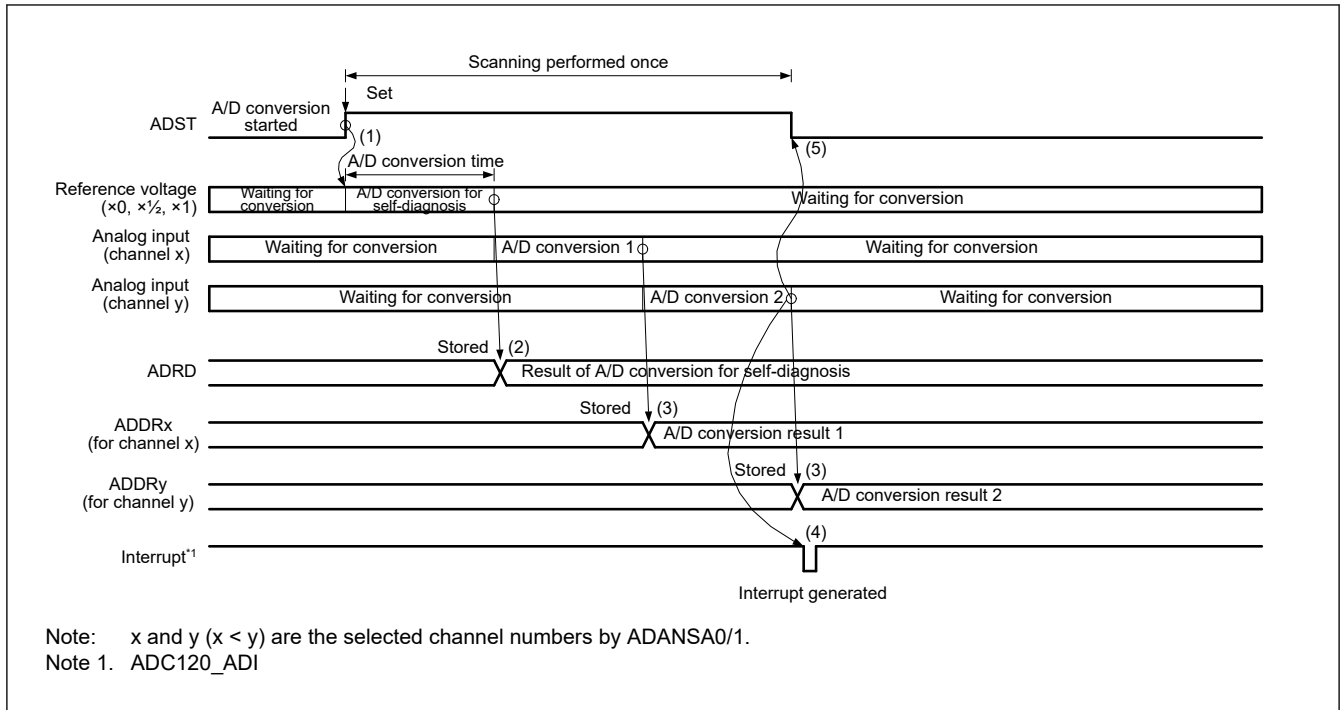 Scanning performed once
Set
A/D conversion
started
ADST
(1)
(5)
A/D conversion time
Reference voltage
(×0, ×½, ×1)
Waiting for
conversion
A/D conversion for
self-diagnosis
Waiting for conversion
Analog input
(channel x)
Waiting for conversion
A/D conversion 1
Waiting for conversion
Analog input
(channel y)
Waiting for conversion
A/D conversion 2
Waiting for conversion
Stored
(2)
ADRD
Result of A/D conversion for self-diagnosis
Stored
(3)
ADDRx
(for channel x)
A/D conversion result 1
Stored
(3)
ADDRy
(for channel y)
A/D conversion result 2
(4)
Interrupt*1
Interrupt generated
Note: x and y (x < y) are the selected channel numbers by ADANSA0/1.
Note 1. ADC120_ADI